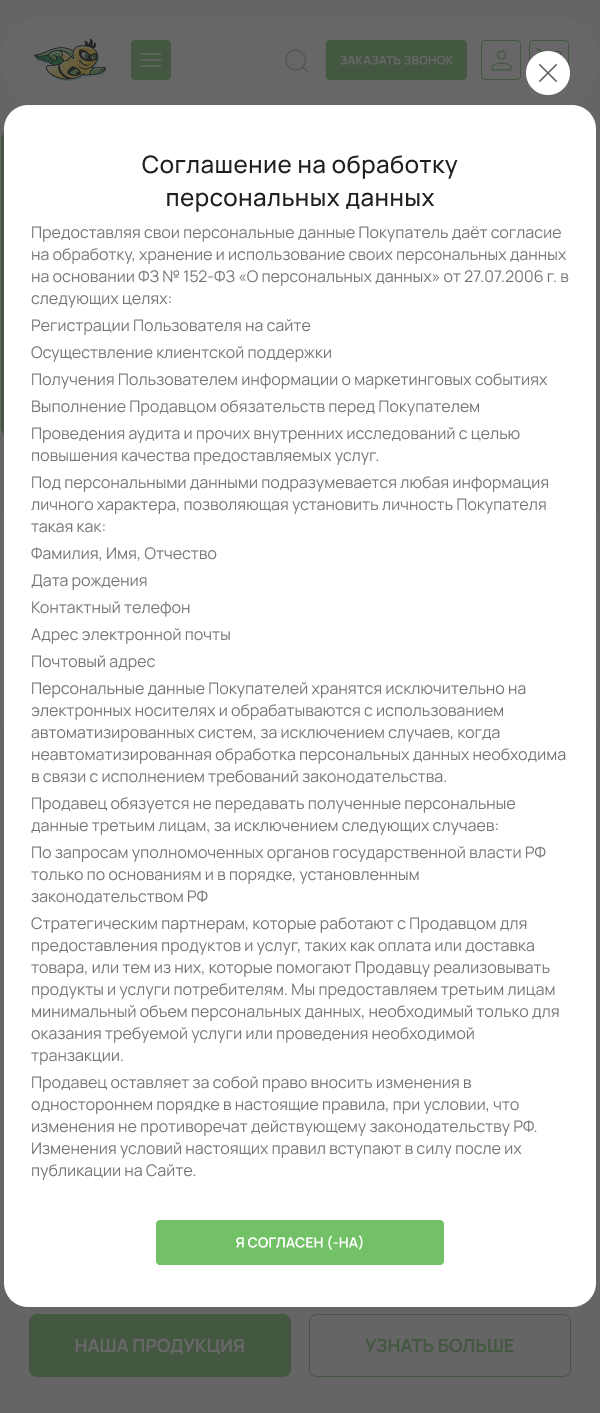 ЗАКАЗАТЬ ЗВОНОК
Соглашение на обработку
персональных данных
Предоставляя свои персональные данные Покупатель даёт согласие
на обработку, хранение и использование своих персональных данных
на основании ФЗ № 152-ФЗ «О персональных данных» от 27.07.2006 г. в
следующих целях:
Регистрации Пользователя на сайте
Осуществление клиентской поддержки
Получения Пользователем информации о маркетинговых событиях
Выполнение Продавцом обязательств перед Покупателем
Проведения аудита и прочих внутренних исследований с целью
повышения качества предоставляемых услуг.
Под персональными данными подразумевается любая информация
личного характера, позволяющая установить личность Покупателя
такая как:
Фамилия, Имя, Отчество
Дата рождения
Контактный телефон
Адрес электронной почты
Почтовый адрес
Персональные данные Покупателей хранятся исключительно на
электронных носителях и обрабатываются с использованием
автоматизированных систем, за исключением случаев, когда
неавтоматизированная обработка персональных данных необходима
в связи с исполнением требований законодательства.
Продавец обязуется не передавать полученные персональные
данные третьим лицам, за исключением следующих случаев:
По запросам уполномоченных органов государственной власти РФ
только по основаниям и в порядке, установленным
законодательством РФ
Стратегическим партнерам, которые работают с Продавцом для
предоставления продуктов и услуг, таких как оплата или доставка
товара, или тем из них, которые помогают Продавцу реализовывать
продукты и услуги потребителям. Мы предоставляем третьим лицам
минимальный объем персональных данных, необходимый только для
оказания требуемой услуги или проведения необходимой
транзакции.
Продавец оставляет за собой право вносить изменения в
одностороннем порядке в настоящие правила, при условии, что
изменения не противоречат действующему законодательству РФ.
Изменения условий настоящих правил вступают в силу после их
публикации на Сайте.
Я СОГЛАСЕН (-НА)
НАША ПРОДУКЦИЯ
УЗНАТЬ БОЛЬШЕ